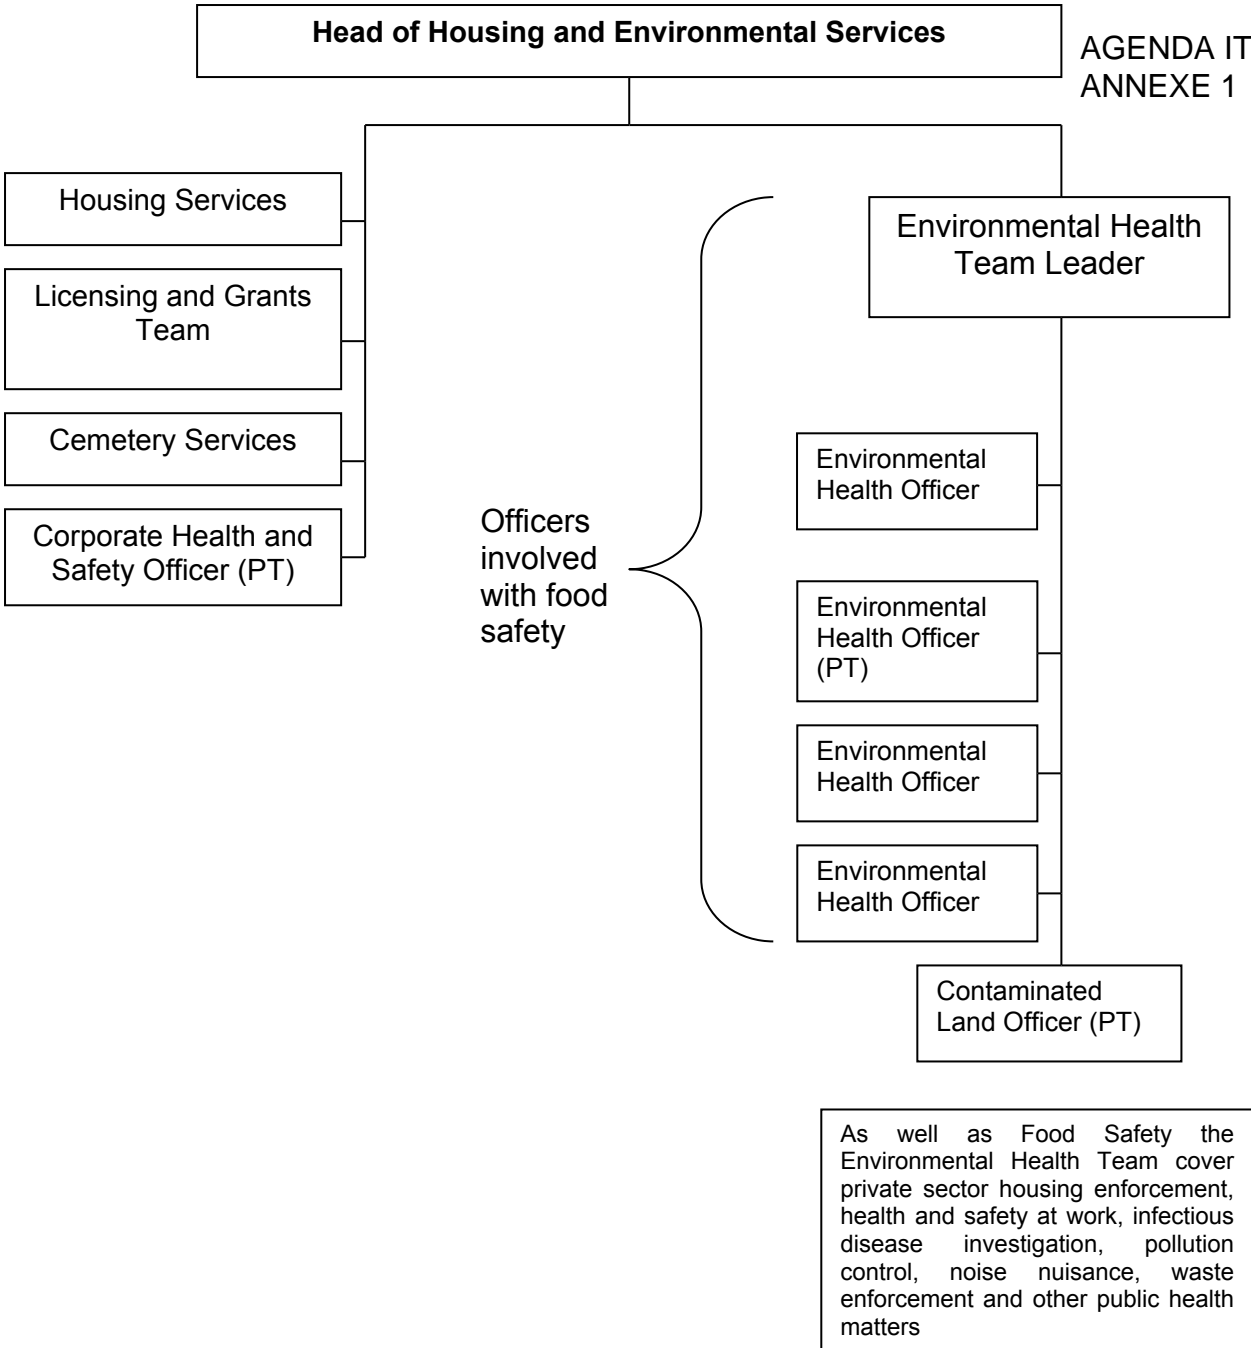 Head of Housing and Environmental Services
AGENDA IT
ANNEXE 1
Housing Services
Licensing and Grants
Team
Cemetery Services
Corporate Health and
Safety Officer (PT)
Officers
involved
with food
safety
Environmental Health
Team Leader
Environmental
Health Officer
Environmental
Health Officer
(PT)
Environmental
Health Officer
Environmental
Health Officer
Contaminated
Land Officer (PT)
As well as Food Safety the
Environmental Health Team cover
private sector housing enforcement,
health and safety at work, infectious
disease investigation, pollution
control, noise nuisance, waste
enforcement and other public health
matters